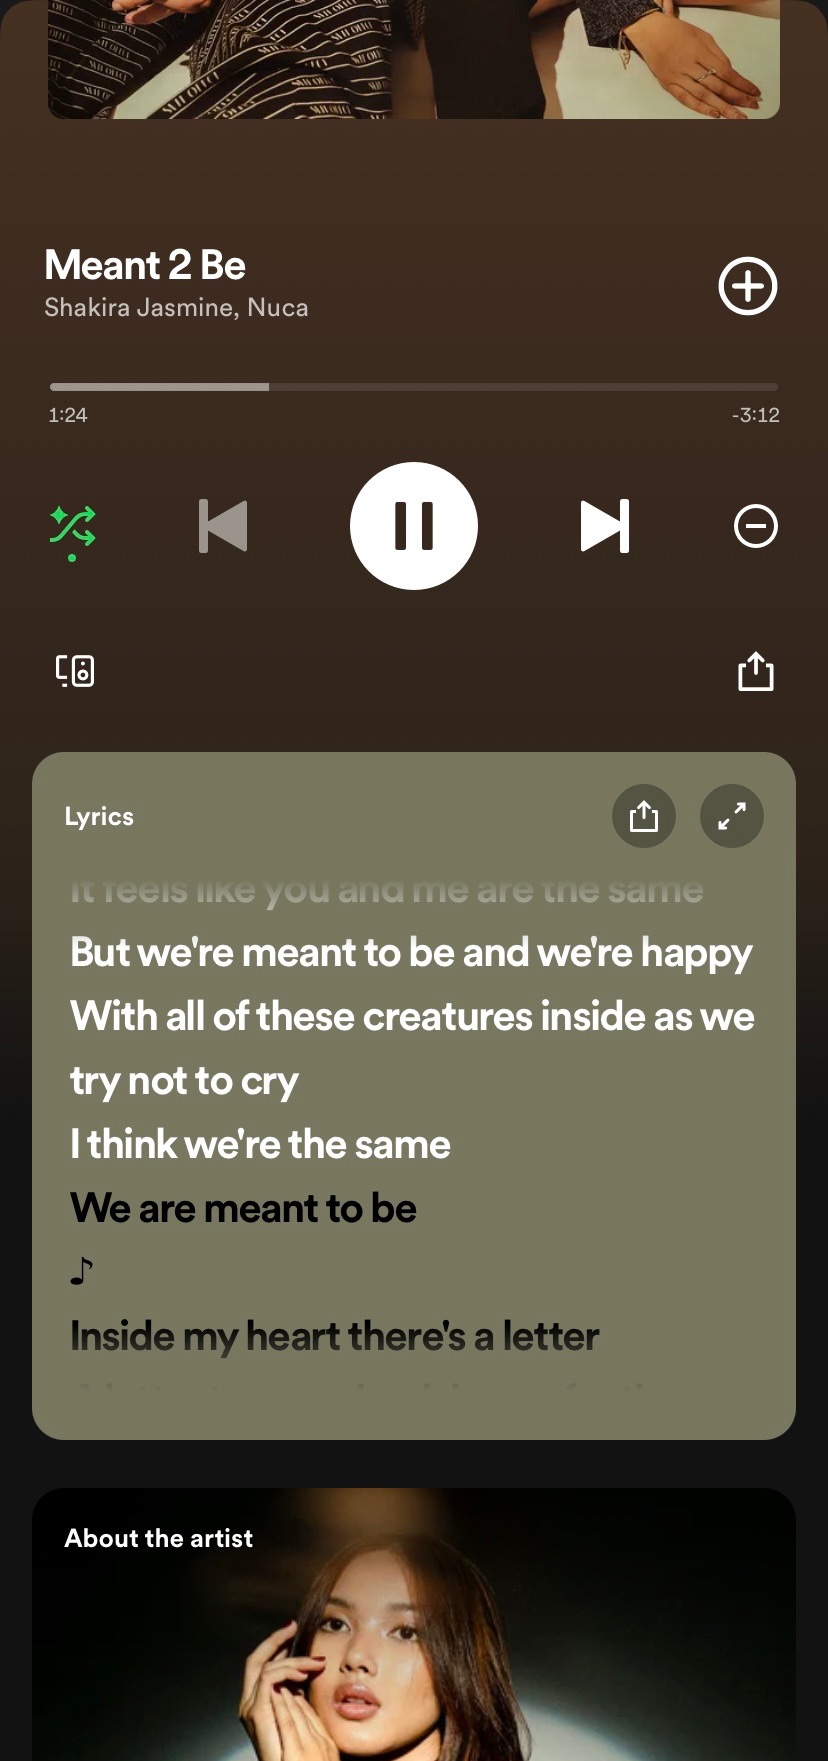 Meant 2 Be
Shakira Jasmine, Nuca
1:24
-3:12
Lyrics
It feels like you and me are the same
But we're meant to be and we're happy
With all of these creatures inside as we
try not to cry
I think we're the same
We are meant to be
♪
Inside my heart there's a letter
About the artist